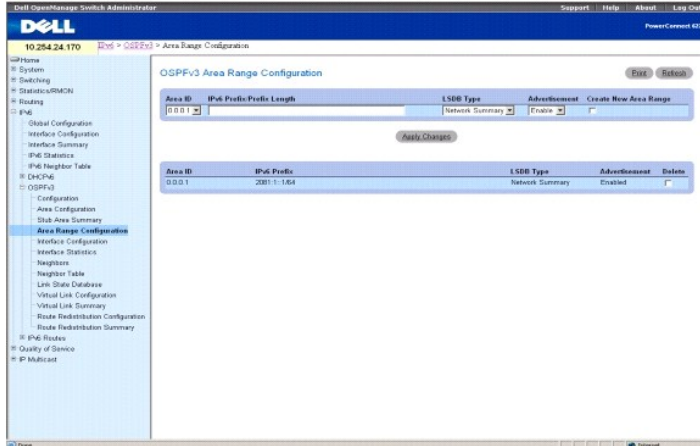 Dell OpenManage Switch Administrator
Support Help About Log Out
DELL
PowerConnect 622
10.254.24.170
IPv6 > OSPFv3 > Area Range Configuration
Home
System
Switching
Statistics/RMON
Routing
IPv6
Global Configuration
Interface Configuration
Interface Summary
IPv6 Statistics
IPv6 Neighbor Table
DHCPv6
OSPFv3
Configuration
Area Configuration
Stub Area Summary
Area Range Configuration
Interface Configuration
Interface Statistics
Neighbors
Neighbor Table
Link State Database
Virtual Link Configuration
Virtual Link Summary
Route Redistribution Configuration
Route Redistribution Summary
IPv6 Routes
Quality of Service
IP Multicast
OSPFv3 Area Range Configuration
Print Refresh
Area ID IPv6 Prefix/Prefix Length LSDB Type Advertisement Create New Area Range
0.0.0.1 Network Summary Enable
Apply Changes
Area ID IPv6 Prefix LSDB Type Advertisement Delete
0.0.0.1 Network Summary Enabled
Done
Internet